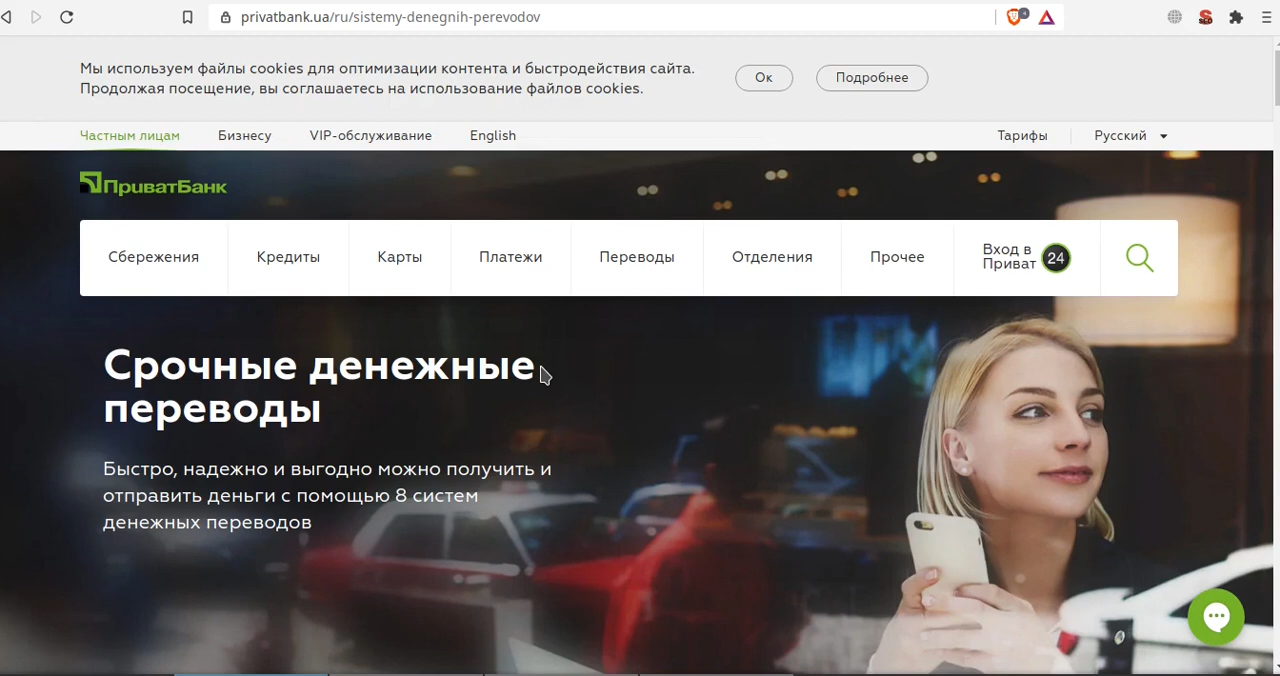 privatbank.ua/ru/sistemy-denegnih-perevodov
Мы используем файлы cookies для оптимизации контента и быстродействия сайта.
Продолжая посещение, вы соглашаетесь на использование файлов cookies.
Ок
Подробнее
Частным лицам
Бизнесу
VIP-обслуживание
English
Тарифы
Русский
ПриватБанк
Сбережения
Кредиты
Карты
Платежи
Переводы
Отделения
Прочее
Вход в
Приват
24
Срочные денежные
переводы
Быстро, надежно и выгодно можно получить и
отправить деньги с помощью 8 систем
денежных переводов